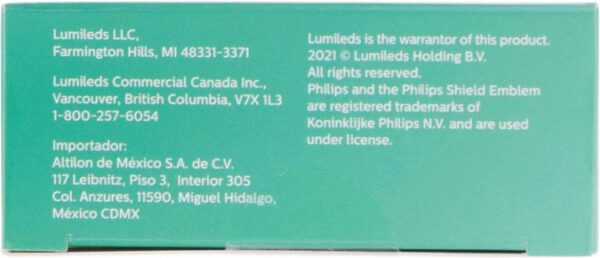 Lumileds LLC,
Farmington Hills, MI 48331-3371
Lumileds Commercial Canada Inc.,
Vancouver, British Columbia, V7X 1L3
1-800-257-6054
Importador:
Altilon de México S.A. de C.V.
117 Leibnitz, Piso 3, Interior 305
Col. Anzures, 11590, Miguel Hidalgo,
México CDMX
Lumileds is the warrantor of this product.
2021 © Lumileds Holding B.V.
All rights reserved.
Philips and the Philips Shield Emblem
are registered trademarks of
Koninklijke Philips N.V. and are used
under license.